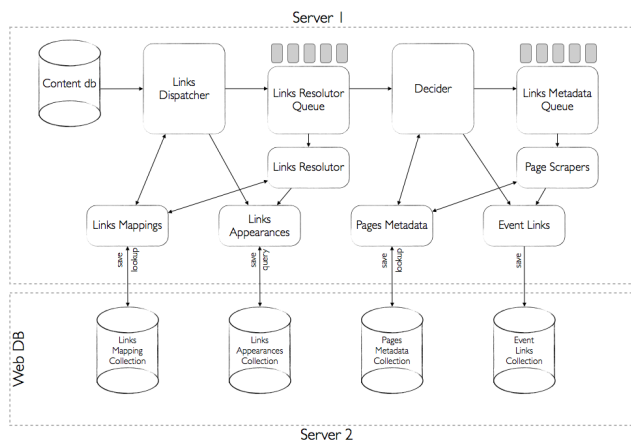 Server 1
Content db
Links
Dispatcher
Links Resolutor
Queue
Decider
Links Metadata
Queue
Links Resolutor
Page Scrapers
Links Mappings
Links
Appearances
Pages Metadata
Event Links
save
lookup
save
query
save
lookup
save
Web DB
Links
Mapping
Collection
Links
Appearances
Collection
Pages
Metadata
Collection
Event
Links
Collection
Server 2